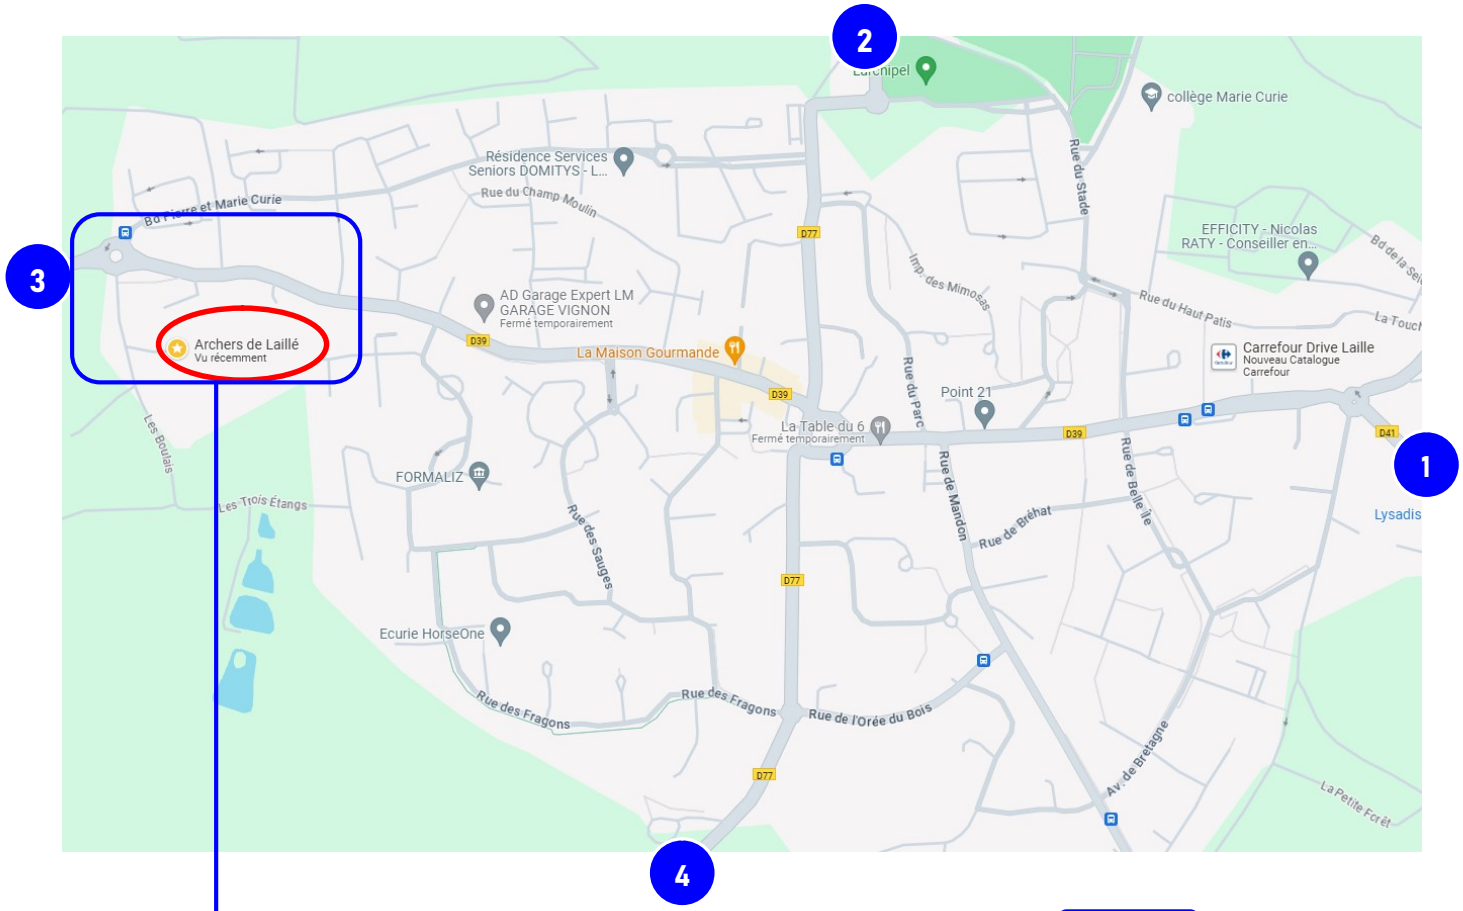 2
Larchipel
collège Marie Curie
Rue du Stade
Résidence Services
Seniors DOMITYS - L...
Rue du Champ Moulin
Bd Pierre et Marie Curie
D77
EFFICITY - Nicolas
RATY - Conseiller en...
Bd de la Sei
3
Imp. des Mimosas
Rue du Haut Patis
La Touch
AD Garage Expert LM
GARAGE VIGNON
Fermé temporairement
D39
La Maison Gourmande
Archers de Laillé
Vu récemment
Carrefour Drive Laille
Nouveau Catalogue
Carrefour
Rue du Parc
Point 21
D39
La Table du 6
Fermé temporairement
D39
D41
1
Les Boulais
FORMALIZ
Rue de Mandon
Rue de Belle Île
Les Trois Étangs
Rue des Sauges
Rue de Bréhat
Lysadis
D77
Ecurie HorseOne
Rue des Fragons
Rue des Fragons
Rue de l'Orée du Bois
Av. de Bretagne
D77
La Petite Forêt
4